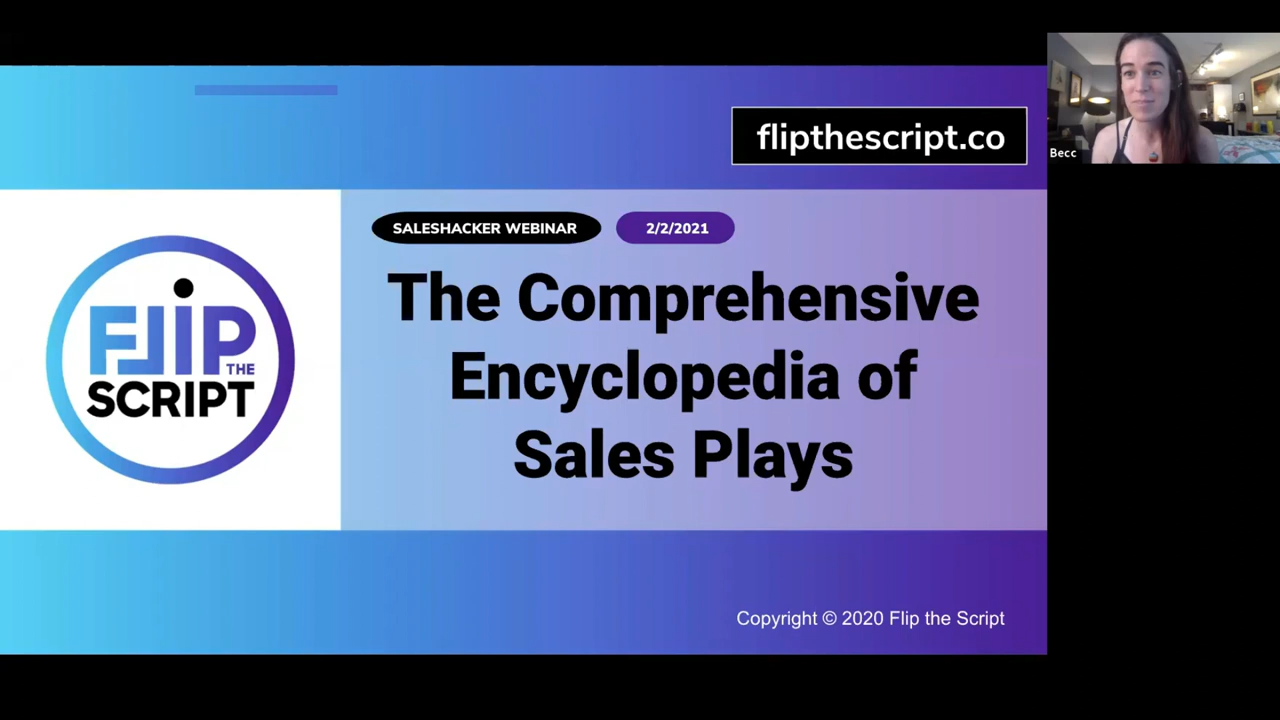 flipthescript.co
Becc
SALESHACKER WEBINAR
2/2/2021
FLIP
THE
SCRIPT
The Comprehensive
Encyclopedia of
Sales Plays
Copyright © 2020 Flip the Script